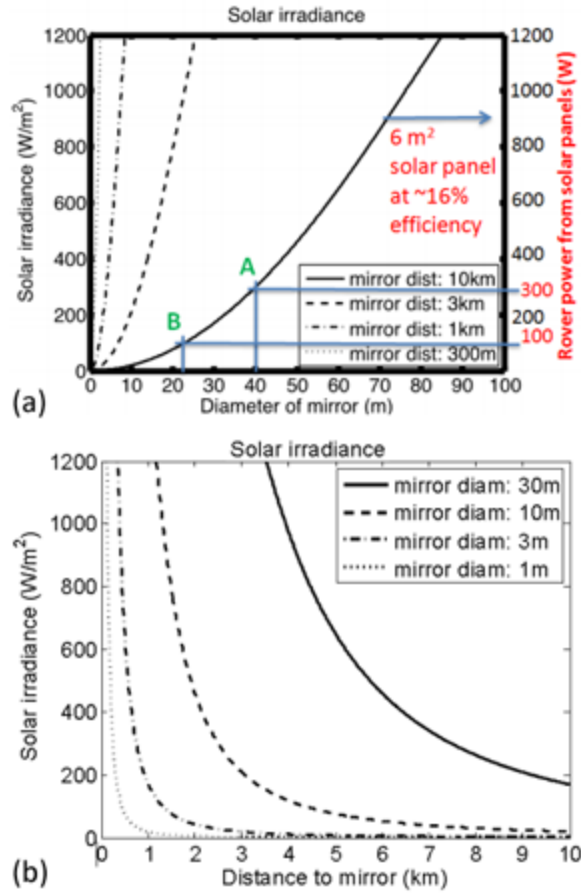 Solar irradiance
1200
1000
800
600
400
200
0
Solar irradiance (W/m²)
A
B
6 m²
solar panel
at ~16%
efficiency
mirror dist: 10km
mirror dist: 3km
mirror dist: 1km
mirror dist: 300m
1200
1000
800
600
400
300
200
100
Rover power from solar panels (W)
0 10 20 30 40 50 60 70 80 90 100
Diameter of mirror (m)
(a)
Solar irradiance
1200
1000
800
600
400
200
0
Solar irradiance (W/m²)
mirror diam: 30m
mirror diam: 10m
mirror diam: 3m
mirror diam: 1m
0 1 2 3 4 5 6 7 8 9 10
Distance to mirror (km)
(b)